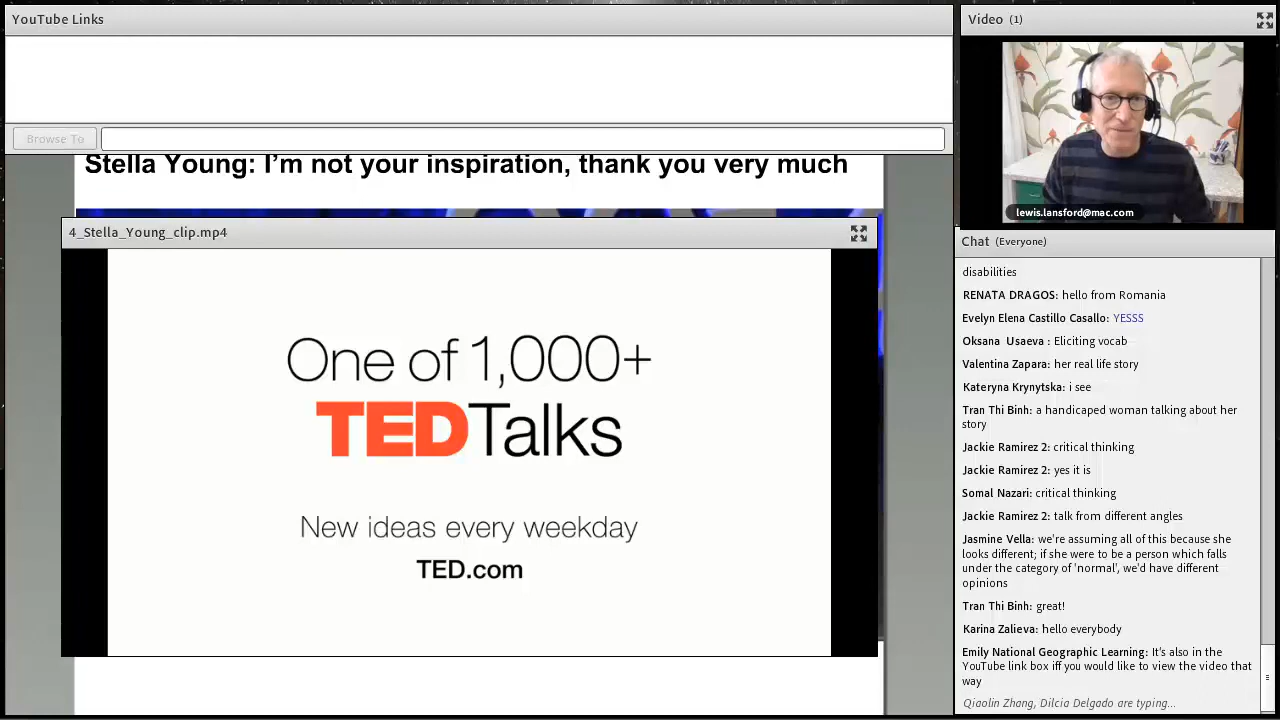 YouTube Links
Browse To
Stella Young: I'm not your inspiration, thank you very much
4_Stella_Young_clip.mp4
One of 1,000+
TEDTalks
New ideas every weekday
TED.com
Video (1)
lewis.lansford@mac.com
Chat (Everyone)
disabilities
RENATA DRAGOS: hello from Romania
Evelyn Elena Castillo Casallo: YESSS
Oksana Usaeva : Eliciting vocab
Valentina Zapara: her real life story
Kateryna Krynytska: i see
Tran Thi Binh: a handicaped woman talking about her
story
Jackie Ramirez 2: critical thinking
Jackie Ramirez 2: yes it is
Somal Nazari: critical thinking
Jackie Ramirez 2: talk from different angles
Jasmine Vella: we're assuming all of this because she
looks different; if she were to be a person which falls
under the category of 'normal', we'd have different
opinions
Tran Thi Binh: great!
Karina Zalieva: hello everybody
Emily National Geographic Learning: It's also in the
YouTube link box iff you would like to view the video that
way
Qiaolin Zhang, Dilcia Delgado are typing...